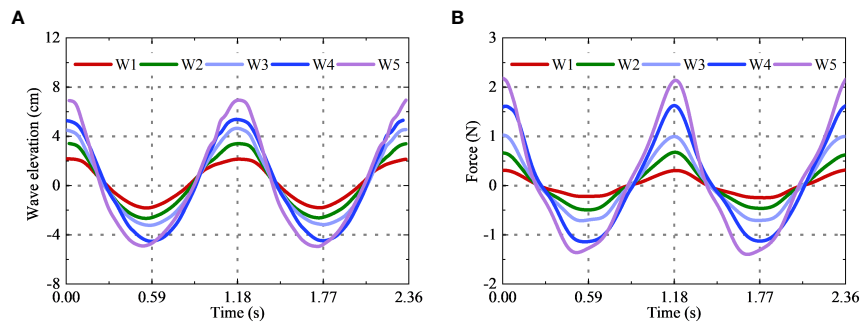 A
Wave elevation (cm)
12
8
4
0
-4
-8
W1 W2 W3 W4 W5
0.00 0.59 1.18 1.77 2.36
Time (s)
B
Force (N)
3
2
1
0
-1
-2
W1 W2 W3 W4 W5
0.00 0.59 1.18 1.77 2.36
Time (s)